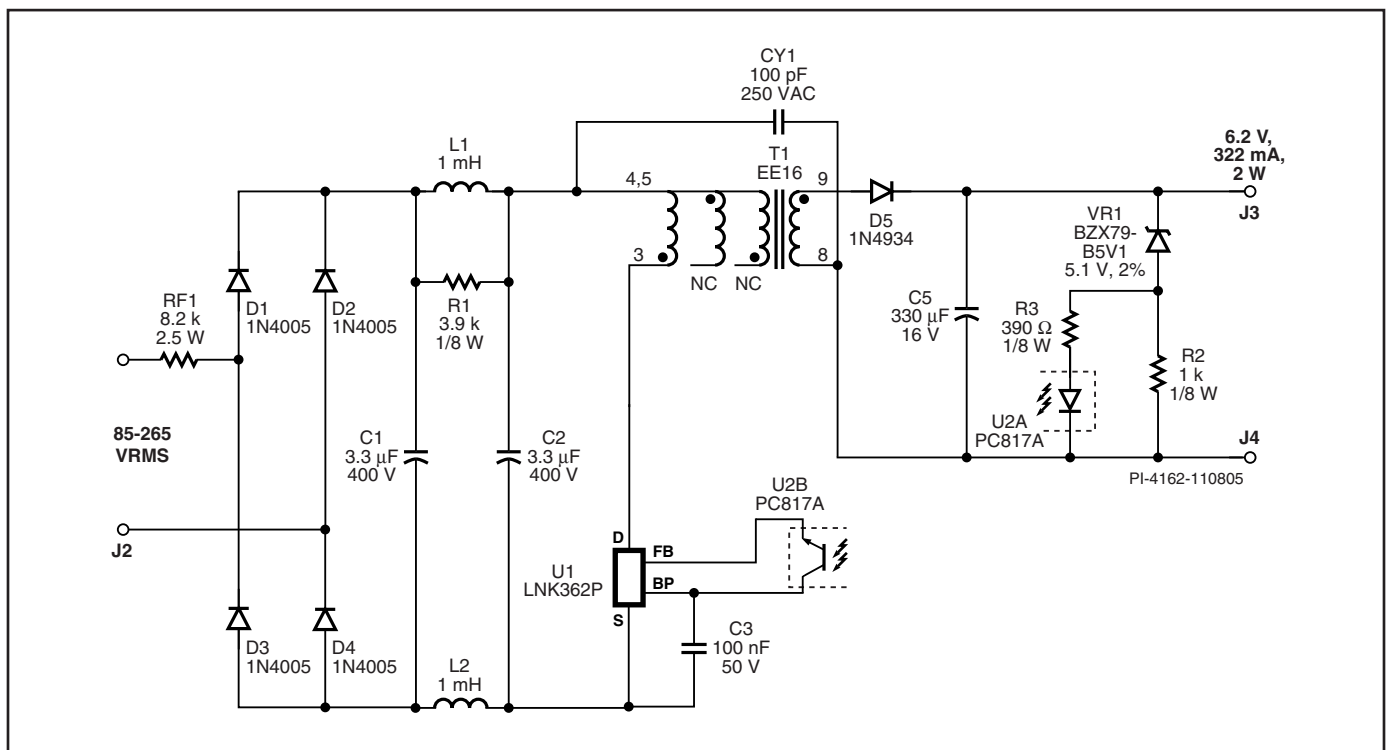 CY1
100 pF
250 VAC
L1
1 mH
T1
EE16
6.2 V,
322 mA,
2 W
J3
4,5
9
3
8
NC
NC
D5
1N4934
VR1
BZX79-
B5V1
5.1 V, 2%
RF1
8.2 k
2.5 W
D1
1N4005
D2
1N4005
R1
3.9 k
1/8 W
C5
330 μF
16 V
R3
390 Ω
1/8 W
R2
1 k
1/8 W
85-265
VRMS
C1
3.3 μF
400 V
C2
3.3 μF
400 V
U2A
PC817A
J4
PI-4162-110805
U2B
PC817A
J2
D
FB
BP
S
U1
LNK362P
D3
1N4005
D4
1N4005
L2
1 mH
C3
100 nF
50 V